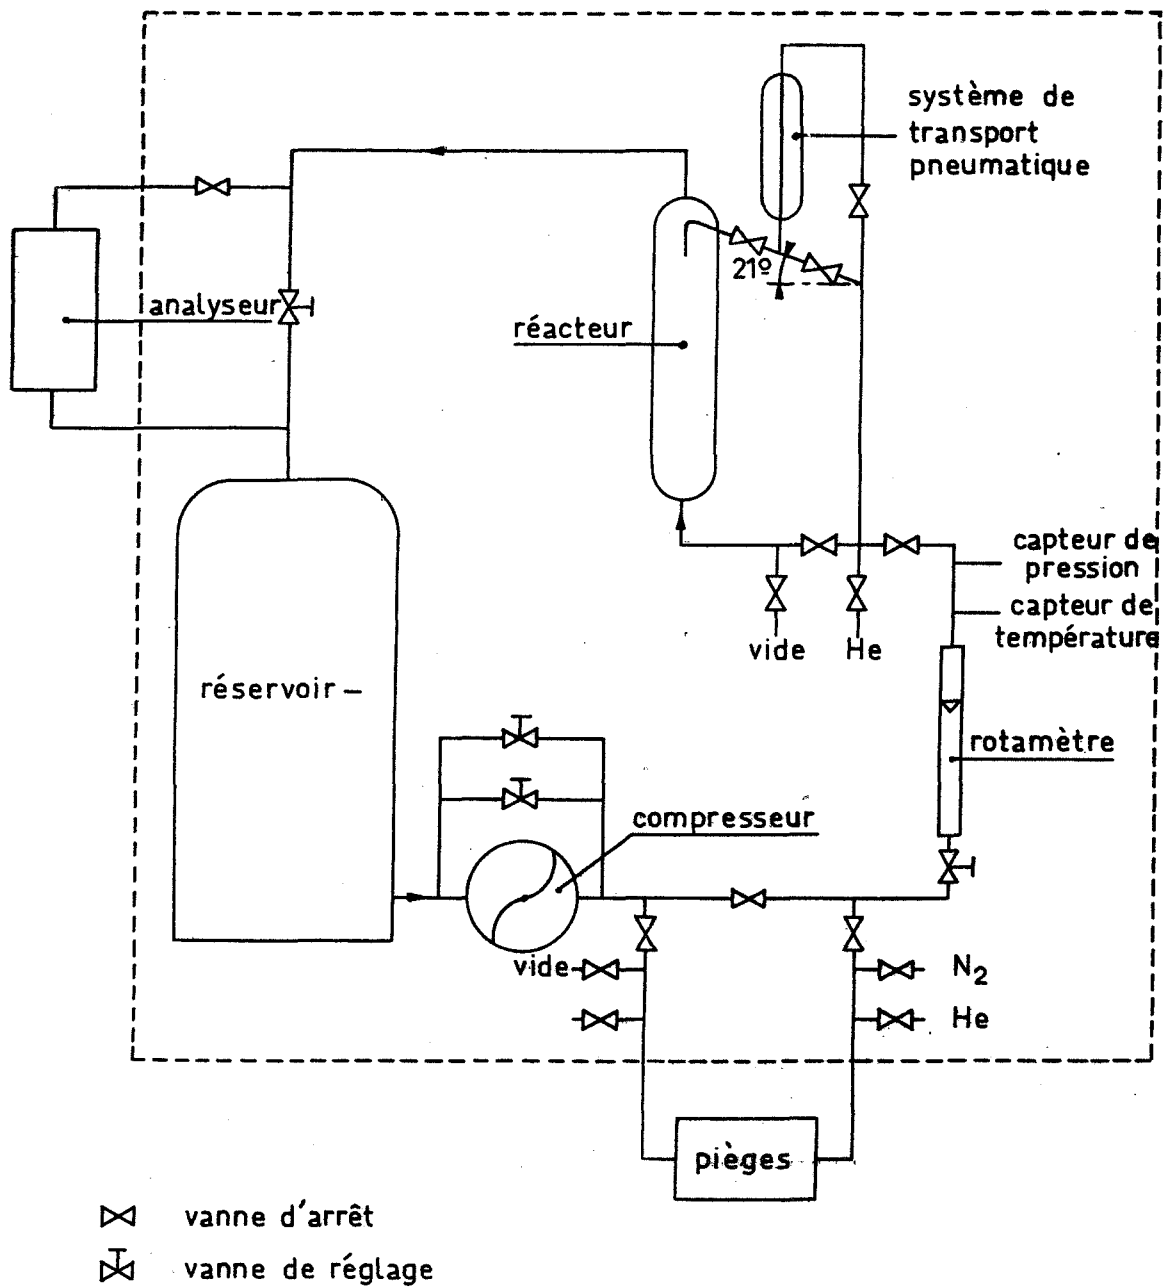 système de
transport
pneumatique
21º
analyseur
réacteur
capteur de
pression
capteur de
température
vide
He
réservoir
rotamètre
compresseur
vide
N2
He
pièges
vanne d'arrêt
vanne de réglage